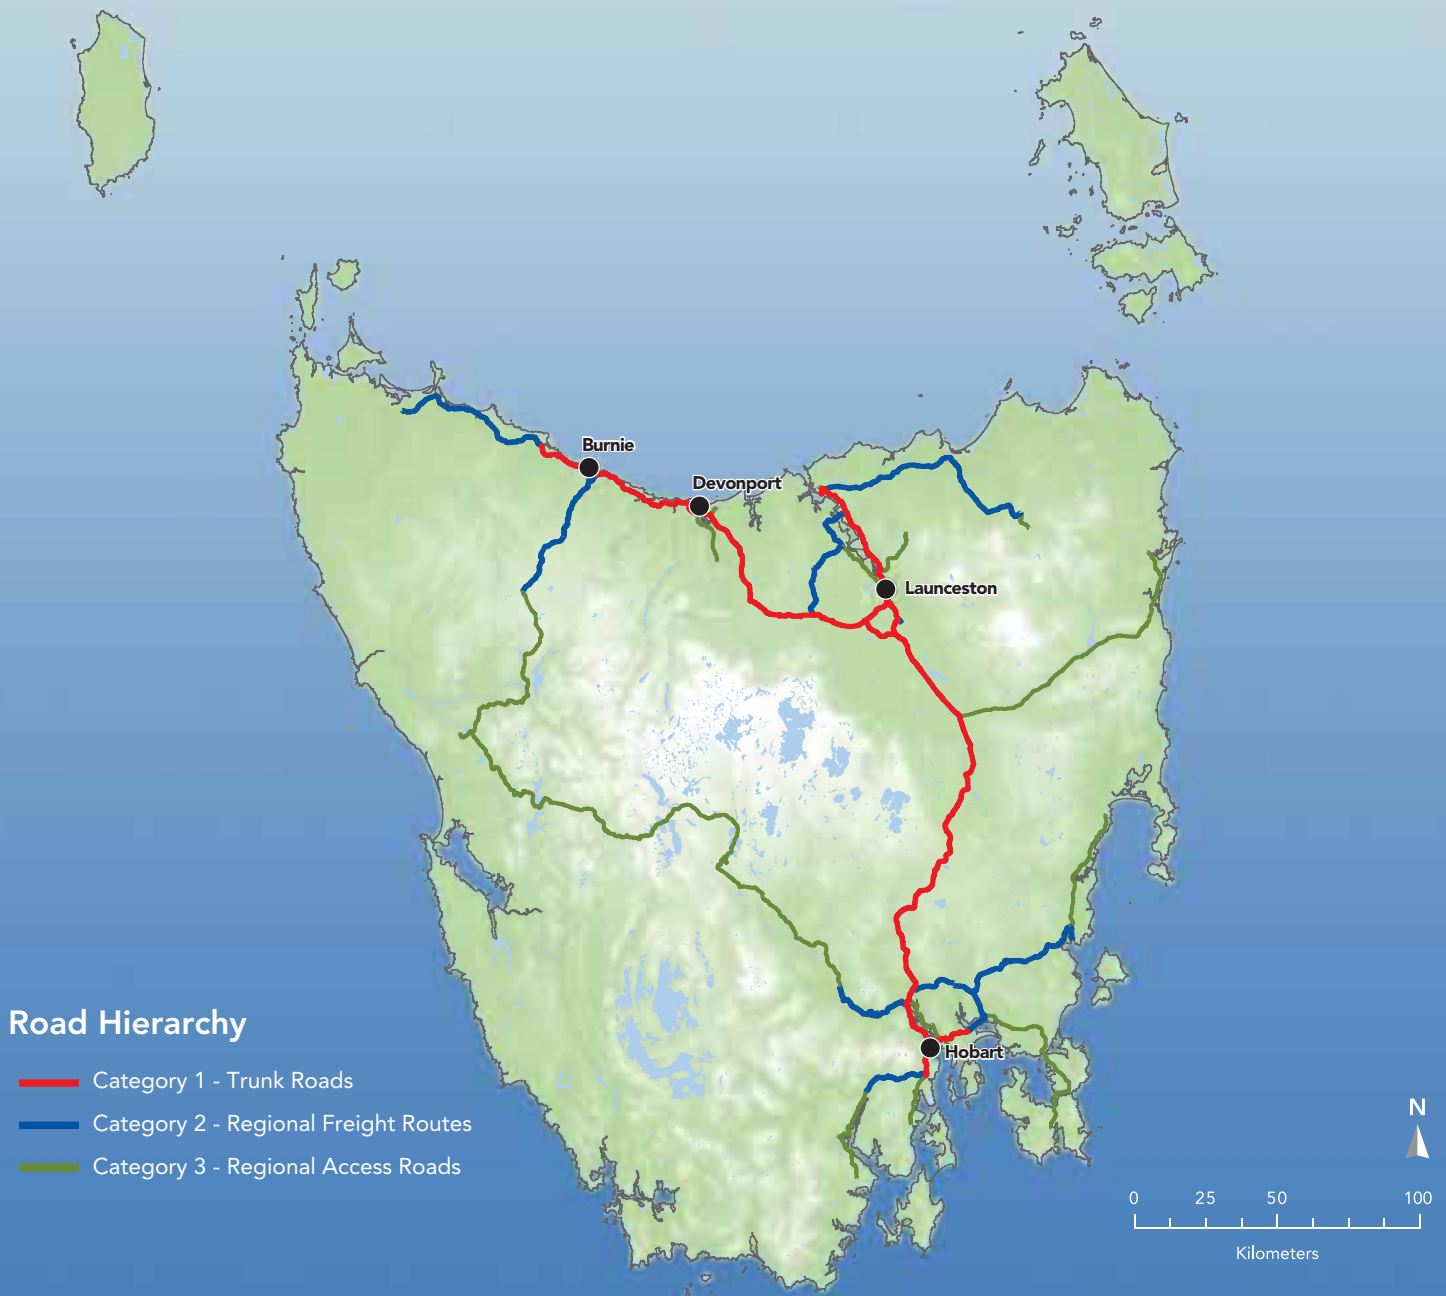 Burnie
Devonport
Launceston
Hobart
Road Hierarchy
Category 1 - Trunk Roads
Category 2 - Regional Freight Routes
Category 3 - Regional Access Roads
N
0 25 50 100
Kilometers